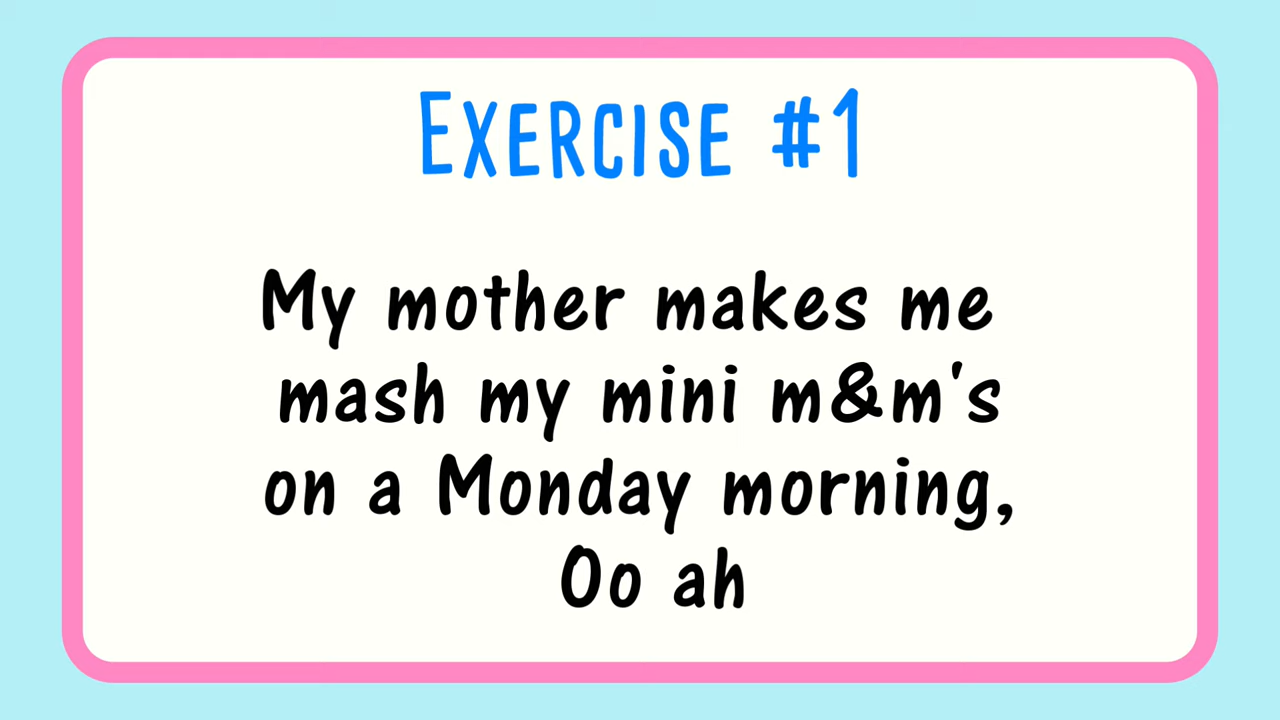 Exercise #1
My mother makes me
mash my mini m&m's
on a Monday morning,
Oo ah